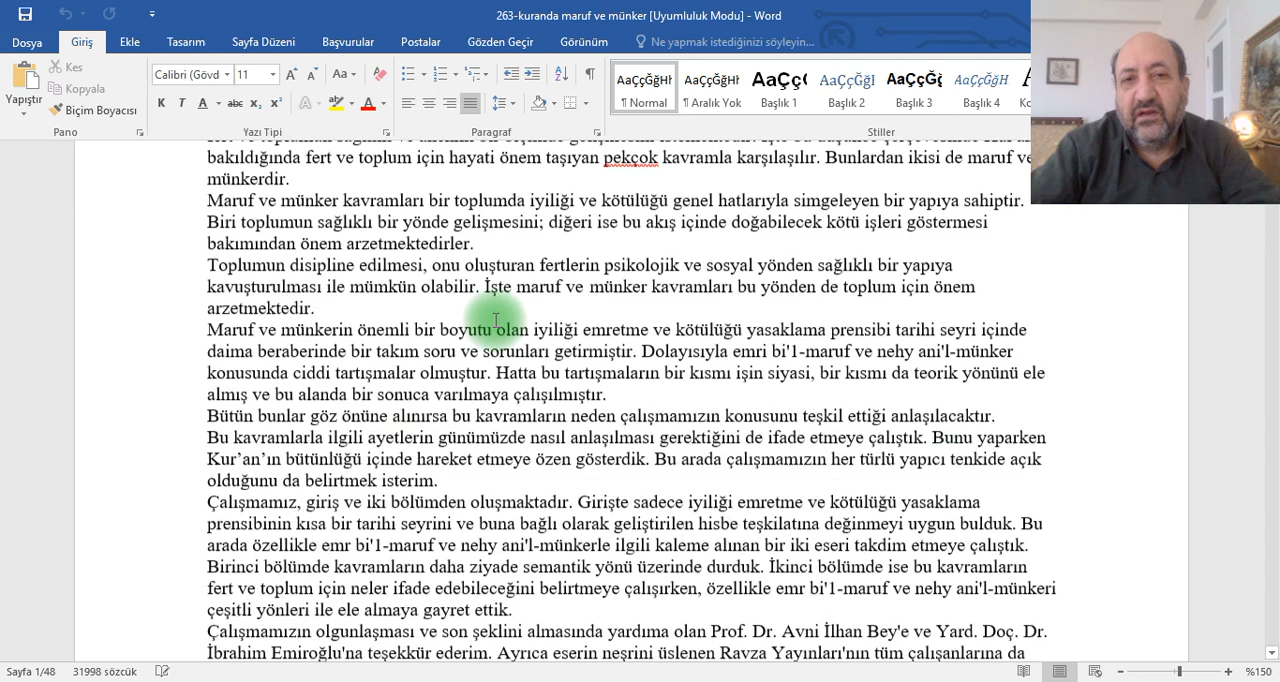 263-kuranda maruf ve münker [Uyumluluk Modu] - Word
Dosya Giriş Ekle Tasarım Sayfa Düzeni Başvurular Postalar Gözden Geçir Görünüm Ne yapmak istediğinizi söyleyin...
Yapıştır
Kes
Kopyala
Biçim Boyacısı
Pano
Calibri (Gövd 11
Yazı Tipi
Paragraf
AaÇçĞğHł AaÇçĞğHł AaÇç( AaÇçĞğI AaÇçĞğ AaÇçĞğH
¶ Normal ¶ Aralık Yok Başlık 1 Başlık 2 Başlık 3 Başlık 4
Stiller
bakıldığında fert ve toplum için hayati önem taşıyan pekçok kavramla karşılaşılır. Bunlardan ikisi de maruf ve
münkerdir.
Maruf ve münker kavramları bir toplumda iyiliği ve kötülüğü genel hatlarıyla simgeleyen bir yapıya sahiptir.
Biri toplumun sağlıklı bir yönde gelişmesini; diğeri ise bu akış içinde doğabilecek kötü işleri göstermesi
bakımından önem arzetmektedirler.
Toplumun disipline edilmesi, onu oluşturan fertlerin psikolojik ve sosyal yönden sağlıklı bir yapıya
kavuşturulması ile mümkün olabilir. İşte maruf ve münker kavramları bu yönden de toplum için önem
arzetmektedir.
Maruf ve münkerin önemli bir boyutu olan iyiliği emretme ve kötülüğü yasaklama prensibi tarihi seyri içinde
daima beraberinde bir takım soru ve sorunları getirmiştir. Dolayısıyla emri bi'1-maruf ve nehy ani'l-münker
konusunda ciddi tartışmalar olmuştur. Hatta bu tartışmaların bir kısmı işin siyasi, bir kısmı da teorik yönünü ele
almış ve bu alanda bir sonuca varılmaya çalışılmıştır.
Bütün bunlar göz önüne alınırsa bu kavramların neden çalışmamızın konusunu teşkil ettiği anlaşılacaktır.
Bu kavramlarla ilgili ayetlerin günümüzde nasıl anlaşılması gerektiğini de ifade etmeye çalıştık. Bunu yaparken
Kur’an’ın bütünlüğü içinde hareket etmeye özen gösterdik. Bu arada çalışmamızın her türlü yapıcı tenkide açık
olduğunu da belirtmek isterim.
Çalışmamız, giriş ve iki bölümden oluşmaktadır. Girişte sadece iyiliği emretme ve kötülüğü yasaklama
prensibinin kısa bir tarihi seyrini ve buna bağlı olarak geliştirilen hisbe teşkilatına değinmeyi uygun bulduk. Bu
arada özellikle emr bi'1-maruf ve nehy ani'l-münkerle ilgili kaleme alınan bir iki eseri takdim etmeye çalıştık.
Birinci bölümde kavramların daha ziyade semantik yönü üzerinde durduk. İkinci bölümde ise bu kavramların
fert ve toplum için neler ifade edebileceğini belirtmeye çalışırken, özellikle emr bi'1-maruf ve nehy ani'l-münkeri
çeşitli yönleri ile ele almaya gayret ettik.
Çalışmamızın olgunlaşması ve son şeklini almasında yardıma olan Prof. Dr. Avni İlhan Bey'e ve Yard. Doç. Dr.
İbrahim Emiroğlu'na teşekkür ederim. Ayrıca eserin neşrini üslenen Ravza Yayınları'nın tüm çalışanlarına da
Sayfa 1/48 31998 sözcük %150